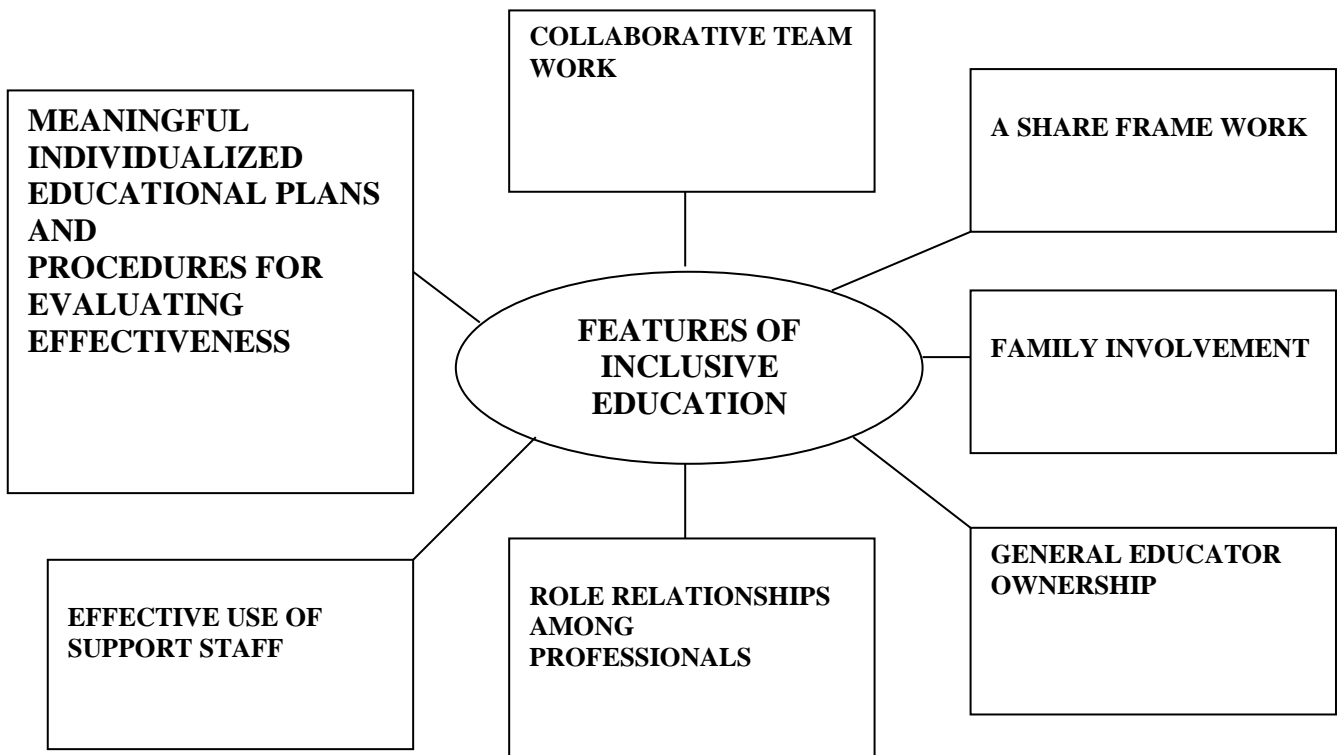 COLLABORATIVE TEAM
WORK
A SHARE FRAME WORK
MEANINGFUL
INDIVIDUALIZED
EDUCATIONAL PLANS
AND
PROCEDURES FOR
EVALUATING
EFFECTIVENESS
FEATURES OF
INCLUSIVE
EDUCATION
FAMILY INVOLVEMENT
GENERAL EDUCATOR
OWNERSHIP
ROLE RELATIONSHIPS
AMONG
PROFESSIONALS
EFFECTIVE USE OF
SUPPORT STAFF